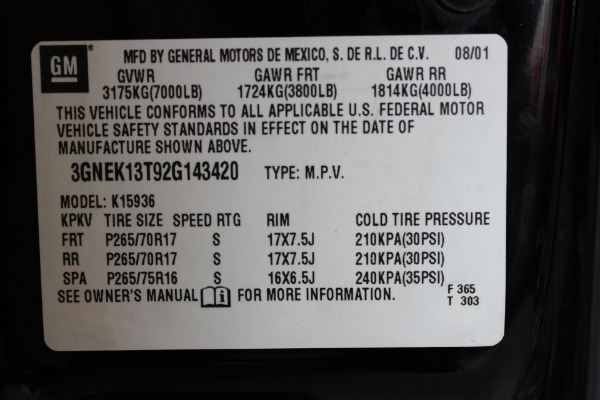 GM MFD BY GENERAL MOTORS DE MEXICO, S. DE R.L. DE C.V. 08/01
GVWR GAWR FRT GAWR RR
3175KG(7000LB) 1724KG(3800LB) 1814KG(4000LB)
THIS VEHICLE CONFORMS TO ALL APPLICABLE U.S. FEDERAL MOTOR
VEHICLE SAFETY STANDARDS IN EFFECT ON THE DATE OF
MANUFACTURE SHOWN ABOVE.
3GNEK13T92G143420 TYPE: M.P.V.
MODEL: K15936
KPKV TIRE SIZE SPEED RTG RIM COLD TIRE PRESSURE
FRT P265/70R17 S 17X7.5J 210KPA(30PSI)
RR P265/70R17 S 17X7.5J 210KPA(30PSI)
SPA P265/75R16 S 16X6.5J 240KPA(35PSI)
SEE OWNER'S MANUAL i FOR MORE INFORMATION. F 365
T 303